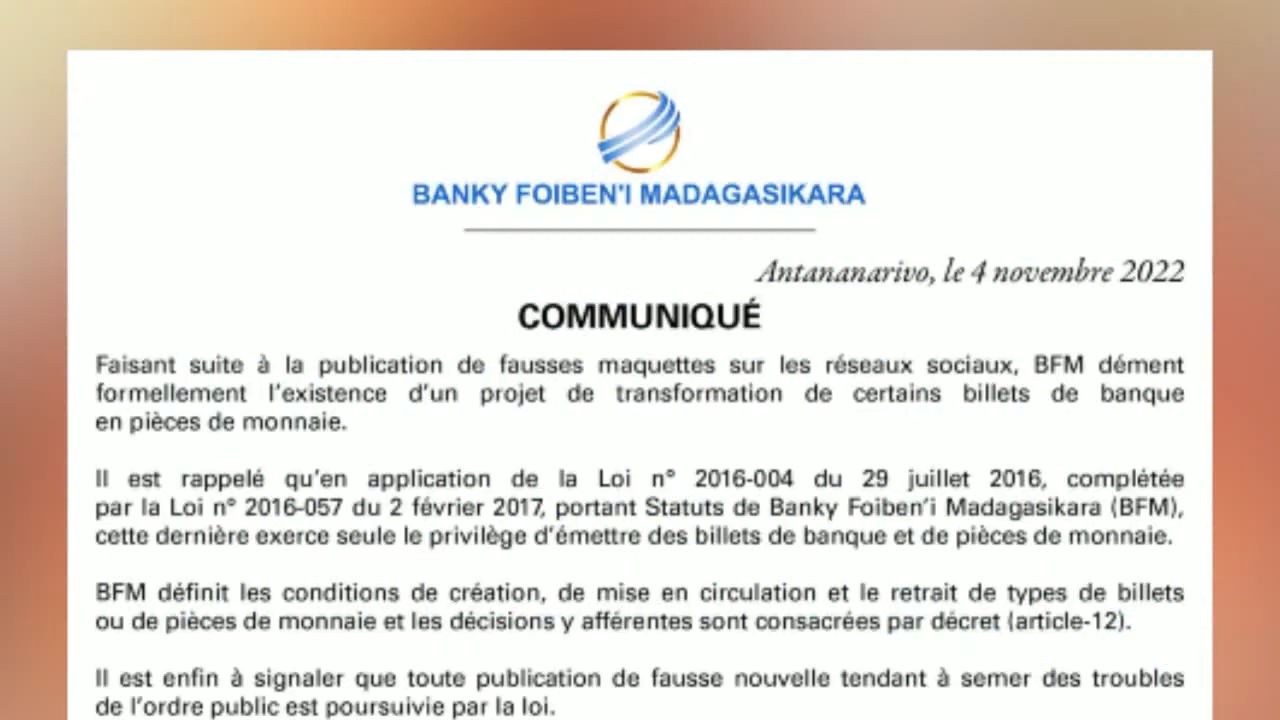 BANKY FOIBEN'I MADAGASIKARA
Antananarivo, le 4 novembre 2022
COMMUNIQUÉ
Faisant suite à la publication de fausses maquettes sur les réseaux sociaux, BFM dément
formellement l'existence d'un projet de transformation de certains billets de banque
en pièces de monnaie.
Il est rappelé qu'en application de la Loi n° 2016-004 du 29 juillet 2016, complétée
par la Loi n° 2016-057 du 2 février 2017, portant Statuts de Banky Foiben'i Madagasikara (BFM),
cette dernière exerce seule le privilège d'émettre des billets de banque et de pièces de monnaie.
BFM définit les conditions de création, de mise en circulation et le retrait de types de billets
ou de pièces de monnaie et les décisions y afférentes sont consacrées par décret (article-12).
Il est enfin à signaler que toute publication de fausse nouvelle tendant à semer des troubles
de l'ordre public est poursuivie par la loi.